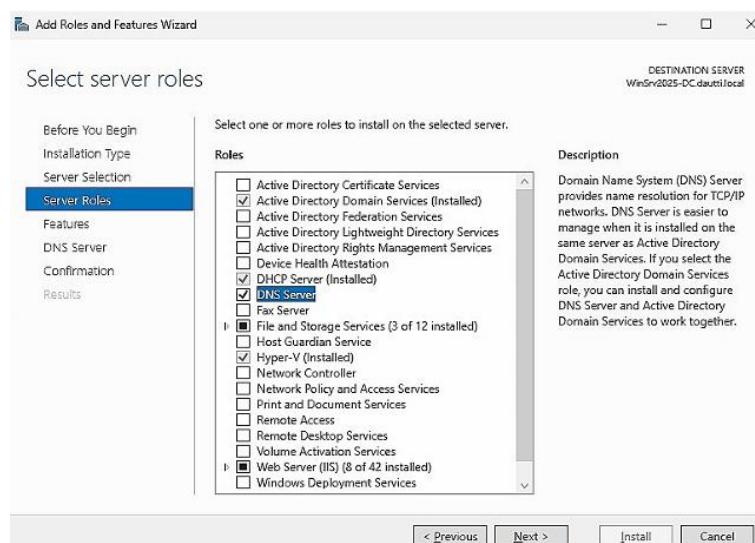 Add Roles and Features Wizard
Select server roles
DESTINATION SERVER
WinSrv2025-DC.dautti.local
Before You Begin
Installation Type
Server Selection
Server Roles
Features
DNS Server
Confirmation
Results
Select one or more roles to install on the selected server.
Roles
Active Directory Certificate Services
Active Directory Domain Services (Installed)
Active Directory Federation Services
Active Directory Lightweight Directory Services
Active Directory Rights Management Services
Device Health Attestation
DHCP Server (Installed)
DNS Server
Fax Server
File and Storage Services (3 of 12 installed)
Host Guardian Service
Hyper-V (Installed)
Network Controller
Network Policy and Access Services
Print and Document Services
Remote Access
Remote Desktop Services
Volume Activation Services
Web Server (IIS) (8 of 42 installed)
Windows Deployment Services
Description
Domain Name System (DNS) Server
provides name resolution for TCP/IP
networks. DNS Server is easier to
manage when it is installed on the
same server as Active Directory
Domain Services. If you select the
Active Directory Domain Services
role, you can install and configure
DNS Server and Active Directory
Domain Services to work together.
< Previous
Next >
Install
Cancel